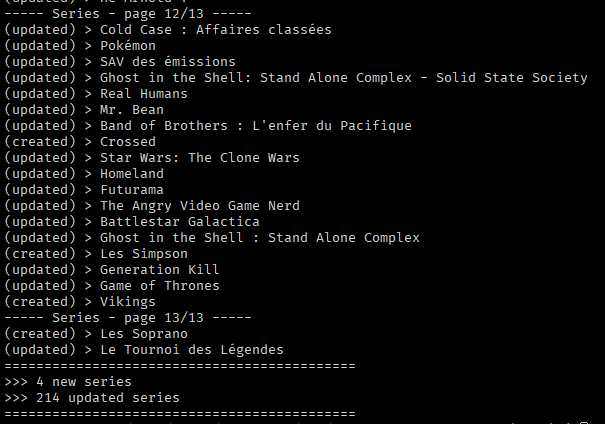 ----- Series - page 12/13 -----
(updated) > Cold Case : Affaires classées
(updated) > Pokémon
(updated) > SAV des émissions
(updated) > Ghost in the Shell: Stand Alone Complex - Solid State Society
(updated) > Real Humans
(updated) > Mr. Bean
(updated) > Band of Brothers : L'enfer du Pacifique
(created) > Crossed
(updated) > Star Wars: The Clone Wars
(updated) > Homeland
(updated) > Futurama
(updated) > The Angry Video Game Nerd
(updated) > Battlestar Galactica
(updated) > Ghost in the Shell : Stand Alone Complex
(created) > Les Simpson
(updated) > Generation Kill
(updated) > Game of Thrones
(created) > Vikings
----- Series - page 13/13 -----
(created) > Les Soprano
(updated) > Le Tournoi des Légendes
============================================
>>> 4 new series
>>> 214 updated series
============================================